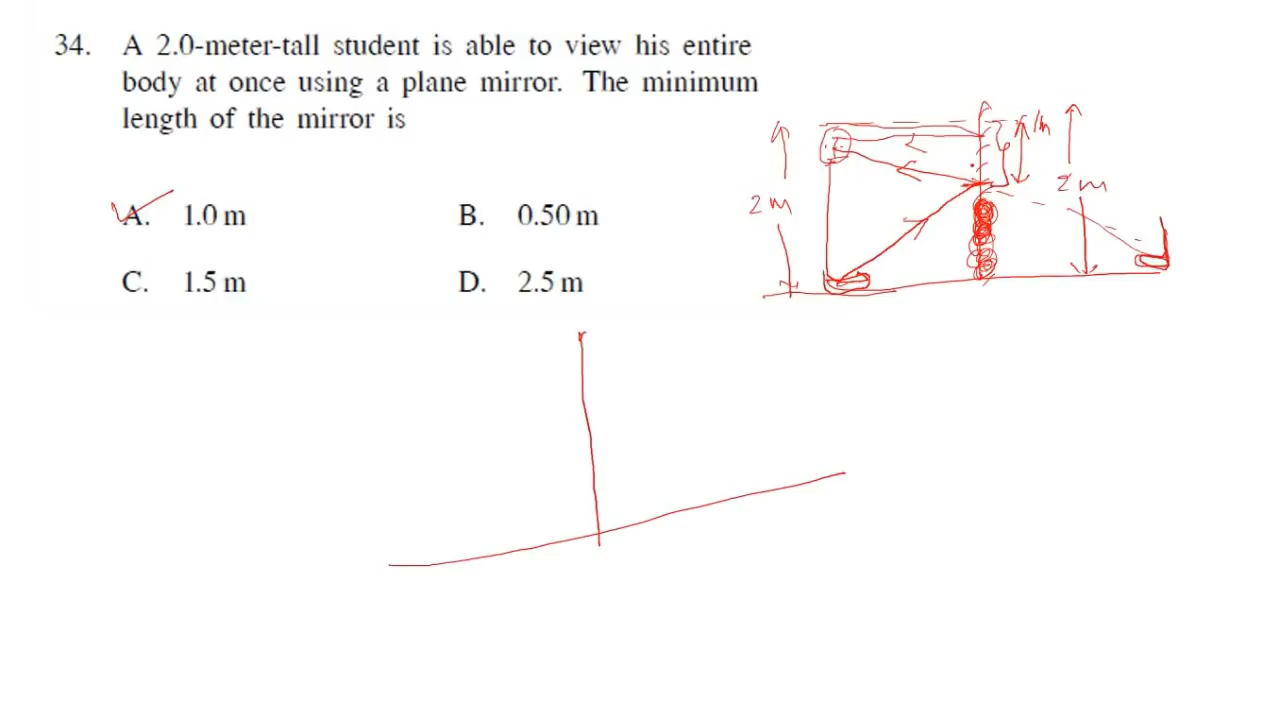 34. A 2.0-meter-tall student is able to view his entire
body at once using a plane mirror. The minimum
length of the mirror is
A. 1.0 m B. 0.50 m
C. 1.5 m D. 2.5 m
1m
2 m
2 m